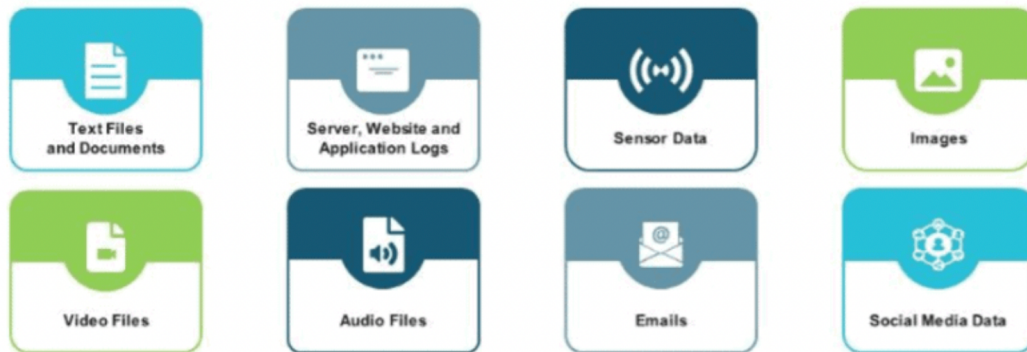 Text Files
and Documents
Server, Website and
Application Logs
Sensor Data
Images
Video Files
Audio Files
@
Emails
Social Media Data